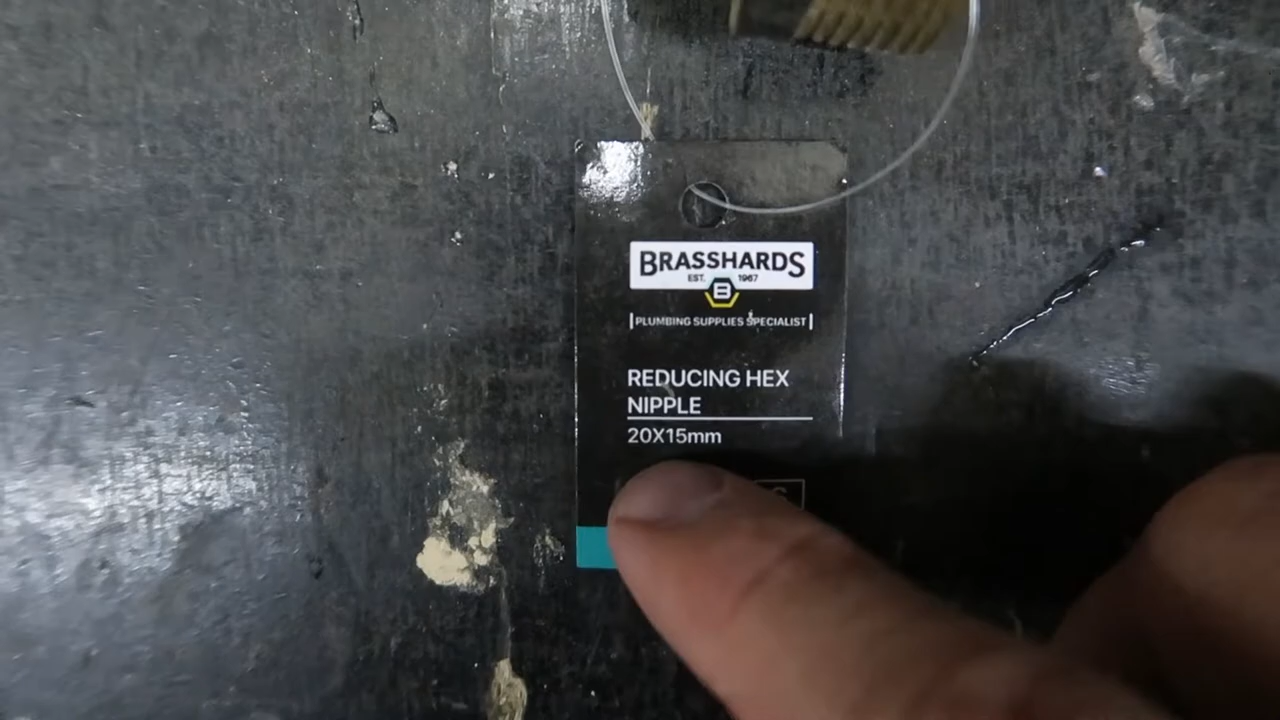 BRASSHARDS
EST. 1967
B
PLUMBING SUPPLIES SPECIALIST
REDUCING HEX
NIPPLE
20X15mm